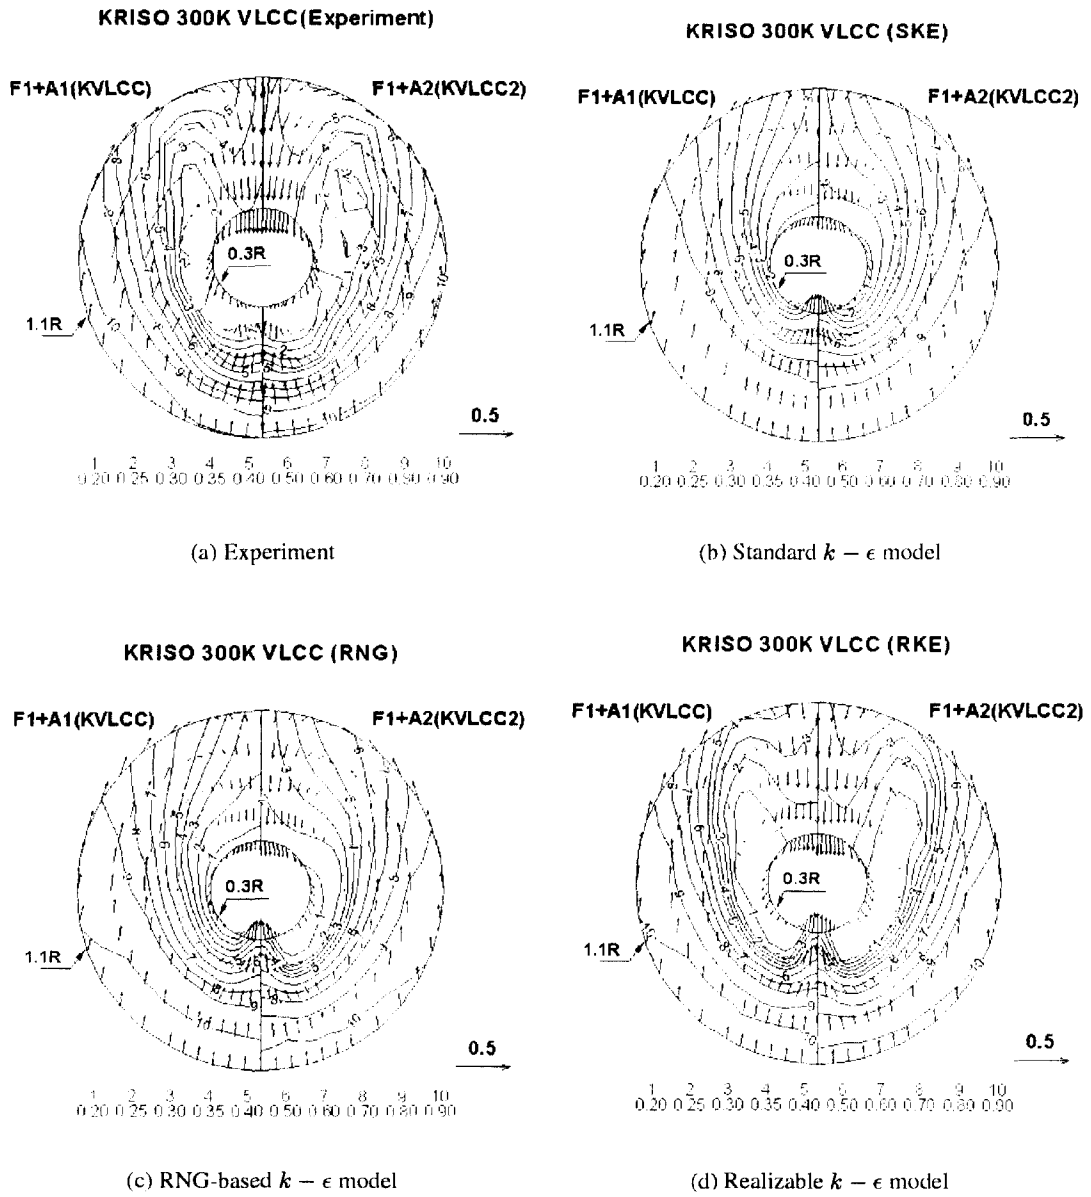 KRISO 300K VLCC(Experiment)
F1+A1(KVLCC)
F1+A2(KVLCC2)
0.3R
1.1R
0.5
1 2 3 4 5 6 7 8 9 10
0.20 0.25 0.30 0.35 0.40 0.50 0.60 0.70 0.80 0.90
(a) Experiment
KRISO 300K VLCC (SKE)
F1+A1(KVLCC)
F1+A2(KVLCC2)
0.3R
1.1R
0.5
1 2 3 4 5 6 7 8 9 10
0.20 0.25 0.30 0.35 0.40 0.50 0.60 0.70 0.80 0.90
(b) Standard k − ϵ model
KRISO 300K VLCC (RNG)
F1+A1(KVLCC)
F1+A2(KVLCC2)
0.3R
1.1R
0.5
1 2 3 4 5 6 7 8 9 10
0.20 0.25 0.30 0.35 0.40 0.50 0.60 0.70 0.80 0.90
(c) RNG-based k − ϵ model
KRISO 300K VLCC (RKE)
F1+A1(KVLCC)
F1+A2(KVLCC2)
0.3R
1.1R
0.5
1 2 3 4 5 6 7 8 9 10
0.20 0.25 0.30 0.35 0.40 0.50 0.60 0.70 0.80 0.90
(d) Realizable k − ϵ model